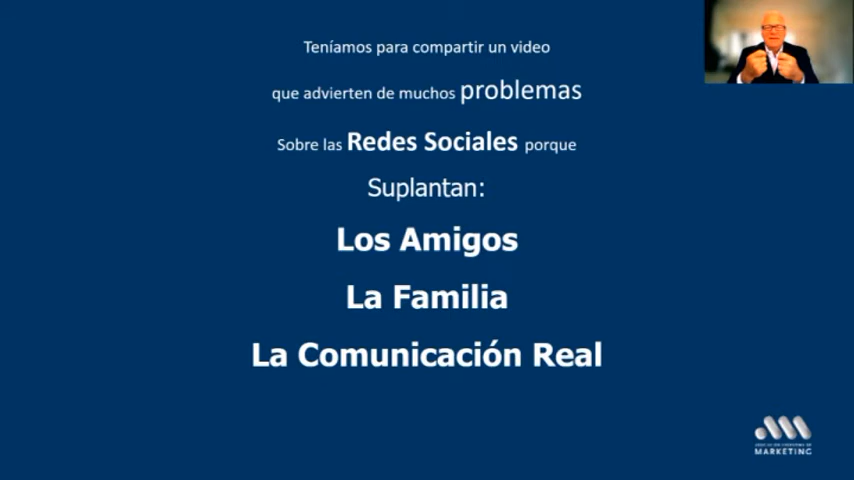 Teníamos para compartir un video
que advierten de muchos problemas
Sobre las Redes Sociales porque
Suplantan:
Los Amigos
La Familia
La Comunicación Real
MARKETING